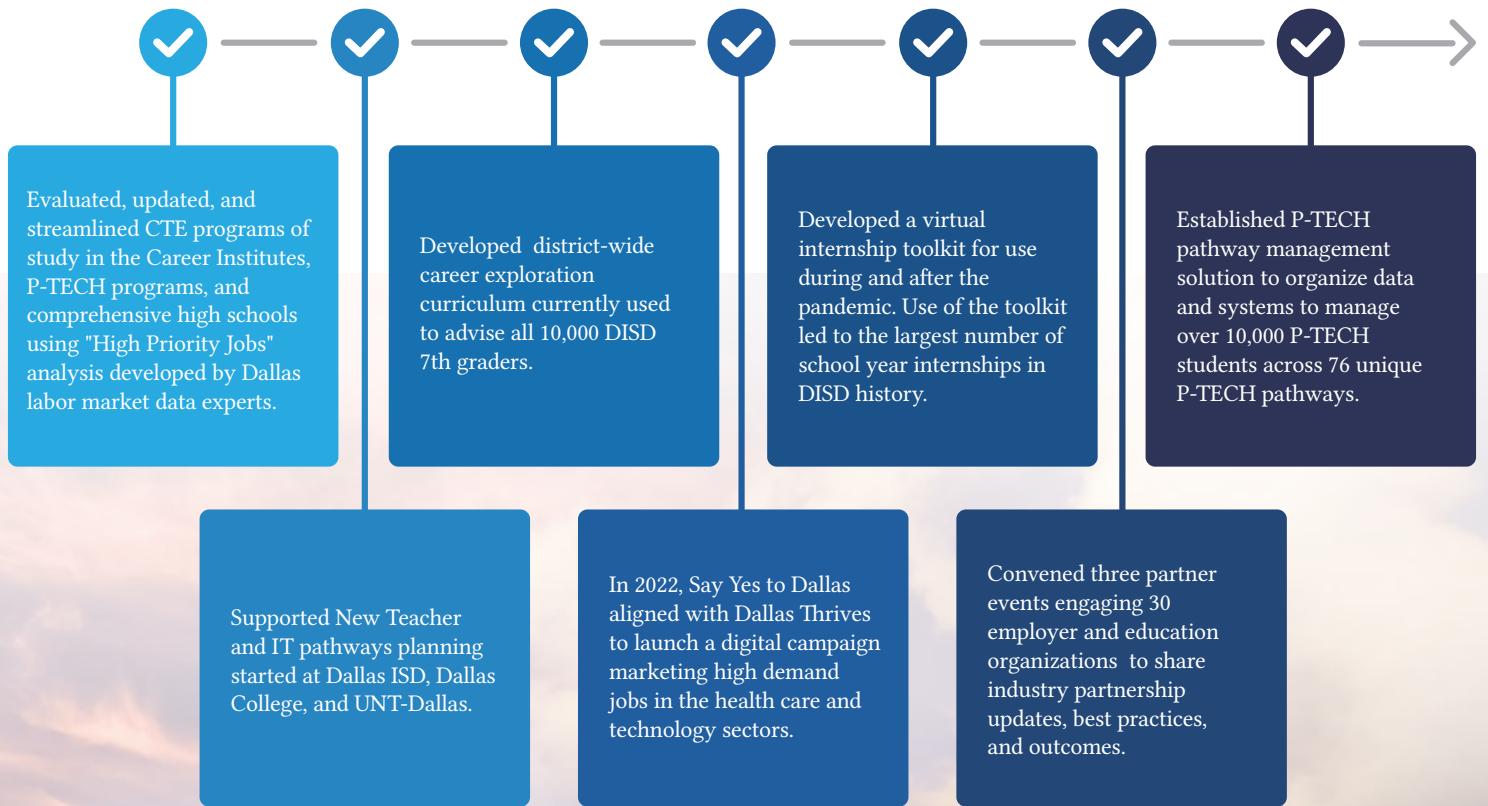 Evaluated, updated, and
streamlined CTE programs of
study in the Career Institutes,
P-TECH programs, and
comprehensive high schools
using "High Priority Jobs"
analysis developed by Dallas
labor market data experts.
Supported New Teacher
and IT pathways planning
started at Dallas ISD, Dallas
College, and UNT-Dallas.
Developed  district-wide
career exploration
curriculum currently used
to advise all 10,000 DISD
7th graders.
In 2022, Say Yes to Dallas
aligned with Dallas Thrives
to launch a digital campaign
marketing high demand
jobs in the health care and
technology sectors.
Developed a virtual
internship toolkit for use
during and after the
pandemic. Use of the toolkit
led to the largest number of
school year internships in
DISD history.
Convened three partner
events engaging 30
employer and education
organizations  to share
industry partnership
updates, best practices,
and outcomes.
Established P-TECH
pathway management
solution to organize data
and systems to manage
over 10,000 P-TECH
students across 76 unique
P-TECH pathways.